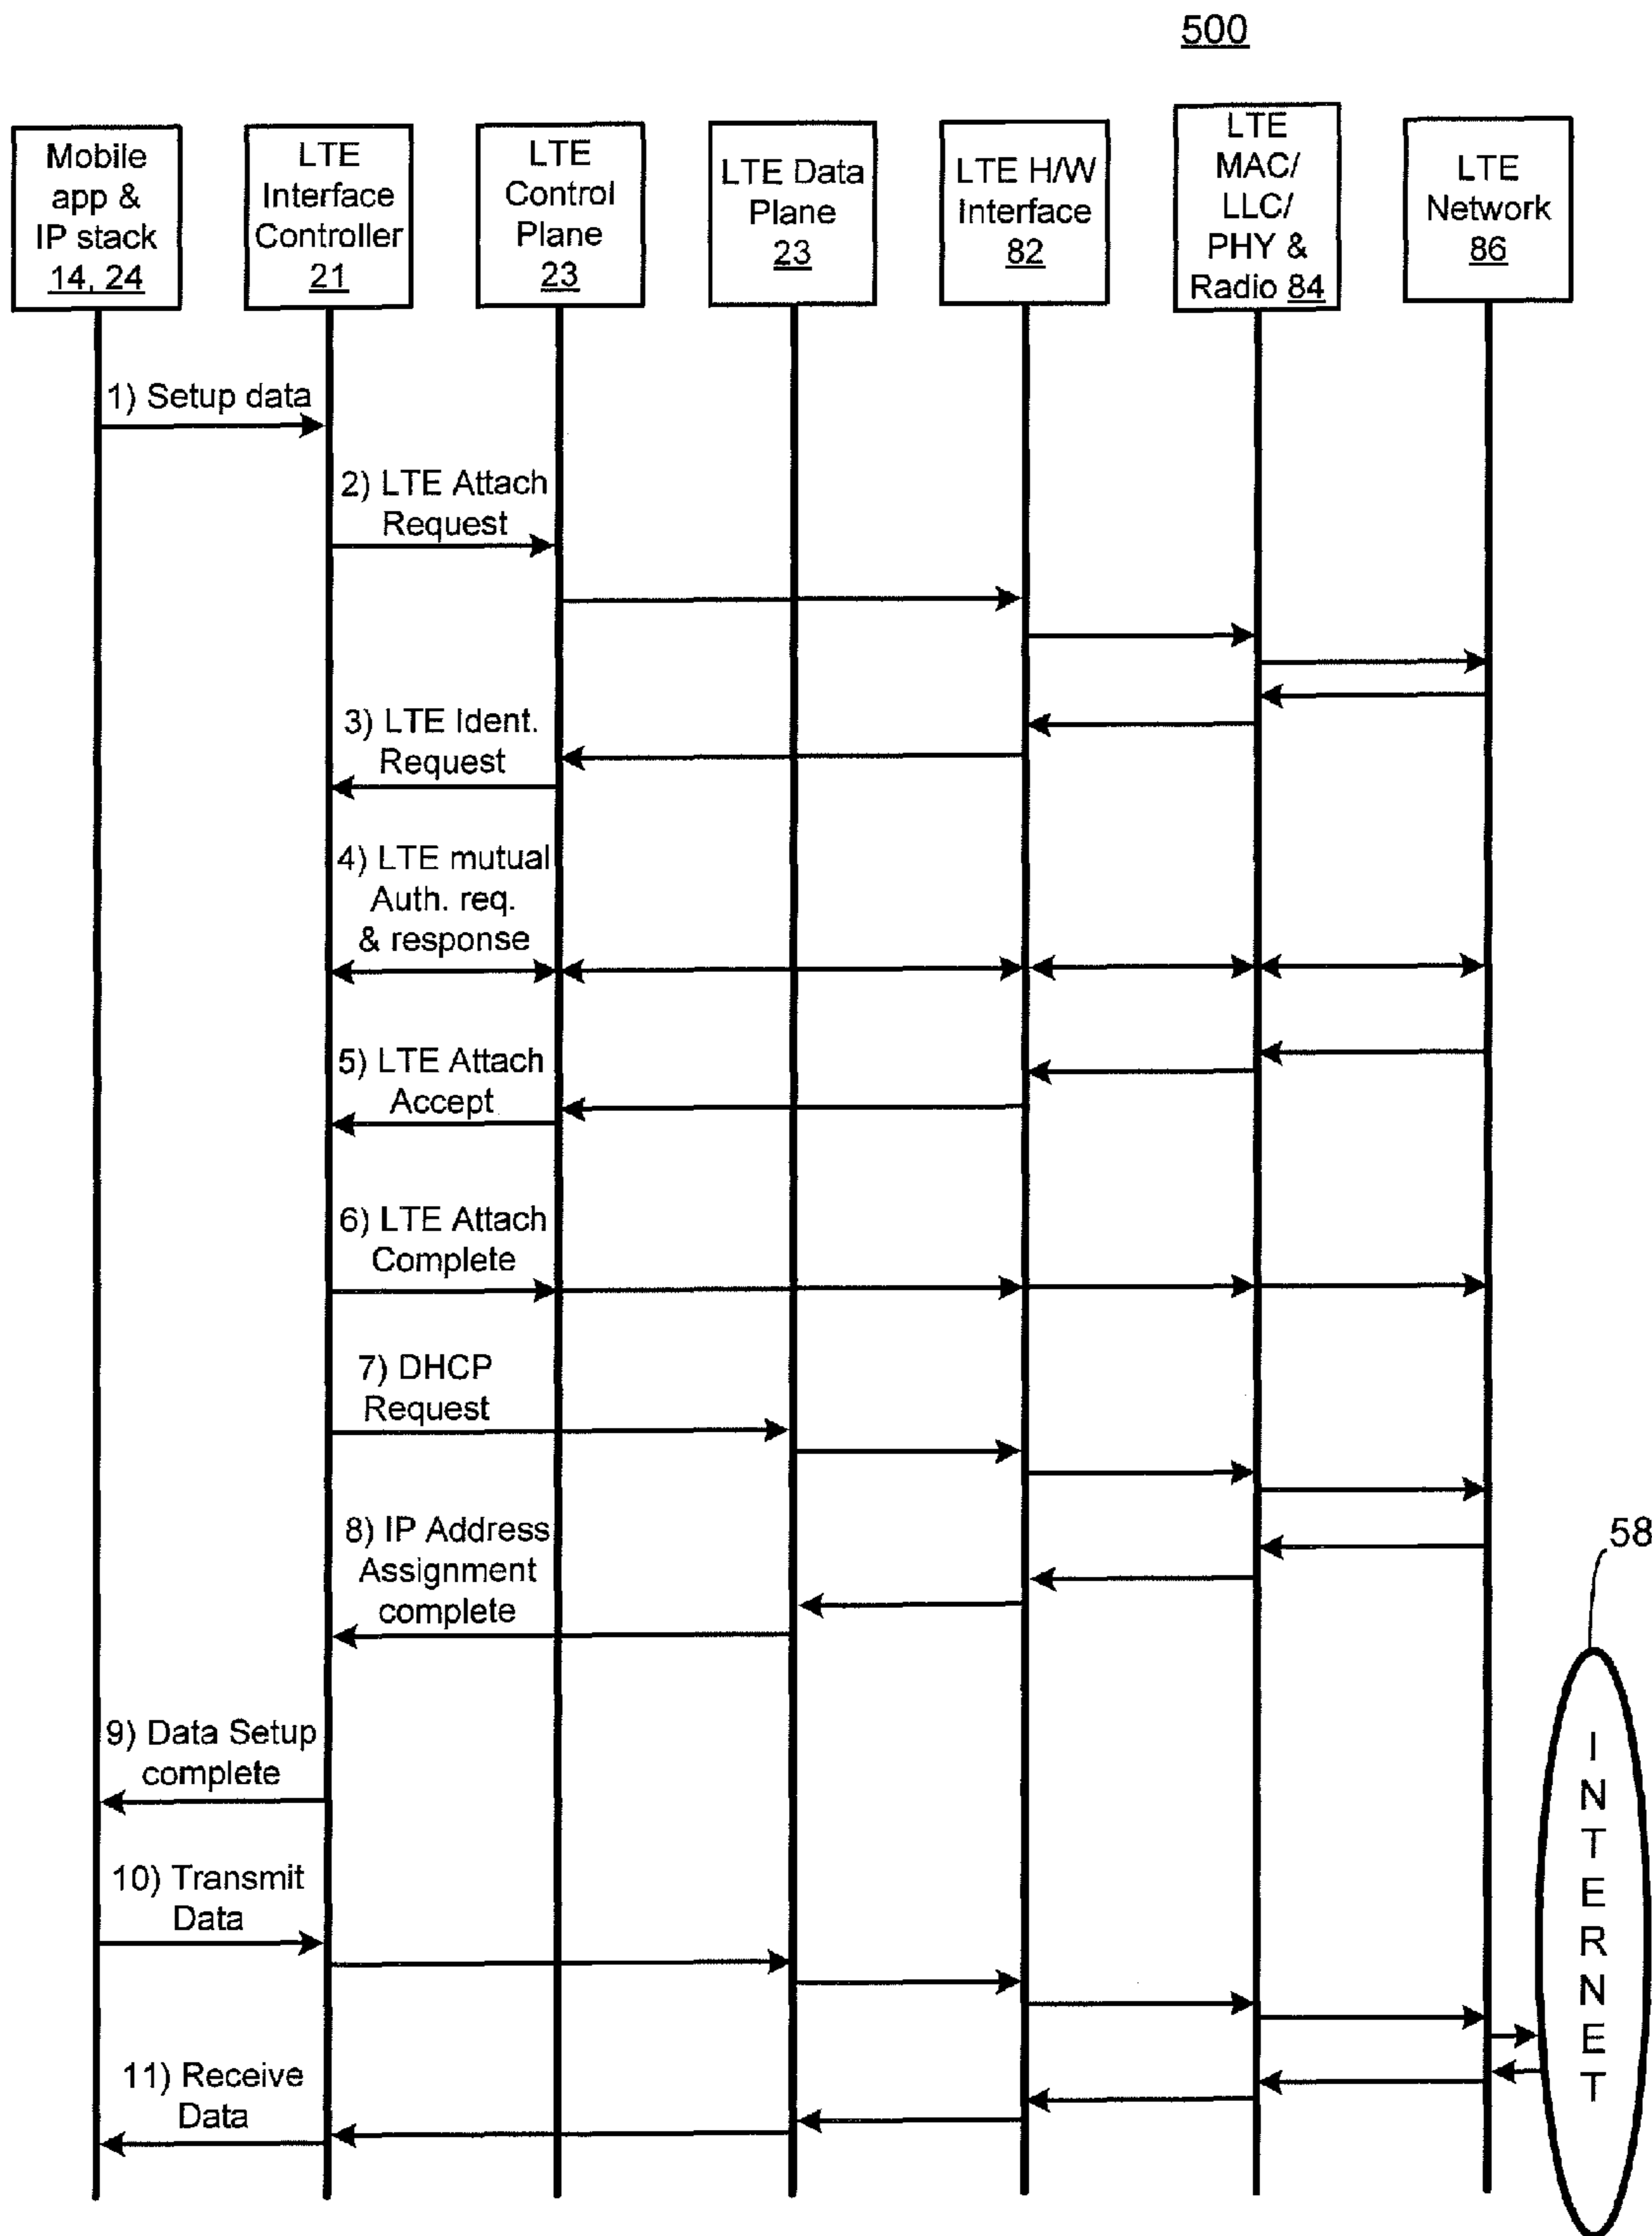 500
Mobile
app &
IP stack
14, 24
LTE
Interface
Controller
21
LTE
Control
Plane
23
LTE Data
Plane
23
LTE H/W
Interface
82
LTE
MAC/
LLC/
PHY &
Radio 84
LTE
Network
86
1) Setup data
2) LTE Attach
Request
3) LTE Ident.
Request
4) LTE mutual
Auth. req.
& response
5) LTE Attach
Accept
6) LTE Attach
Complete
7) DHCP
Request
8) IP Address
Assignment
complete
58
9) Data Setup
complete
10) Transmit
Data
11) Receive
Data
INTERNET